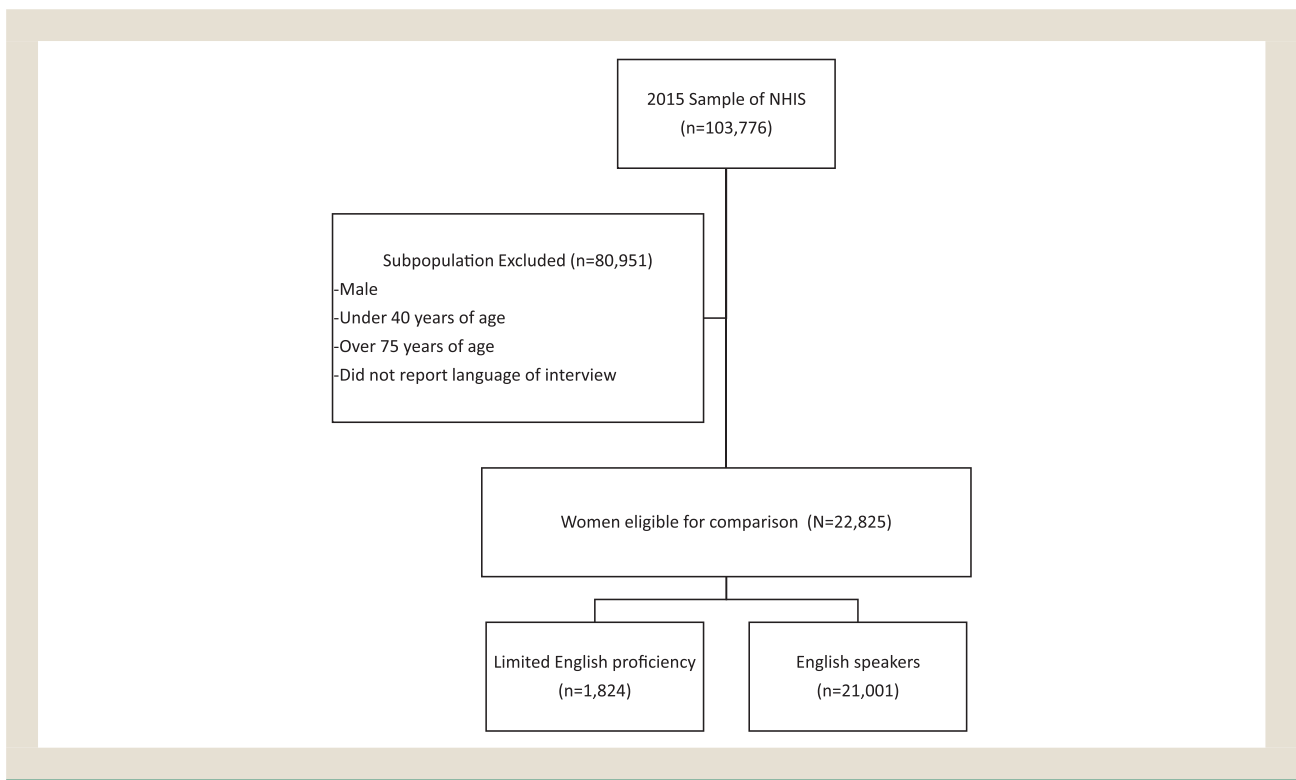 2015 Sample of NHIS
(n=103,776)
Subpopulation Excluded (n=80,951)
-Male
-Under 40 years of age
-Over 75 years of age
-Did not report language of interview
Women eligible for comparison (N=22,825)
Limited English proficiency
(n=1,824)
English speakers
(n=21,001)